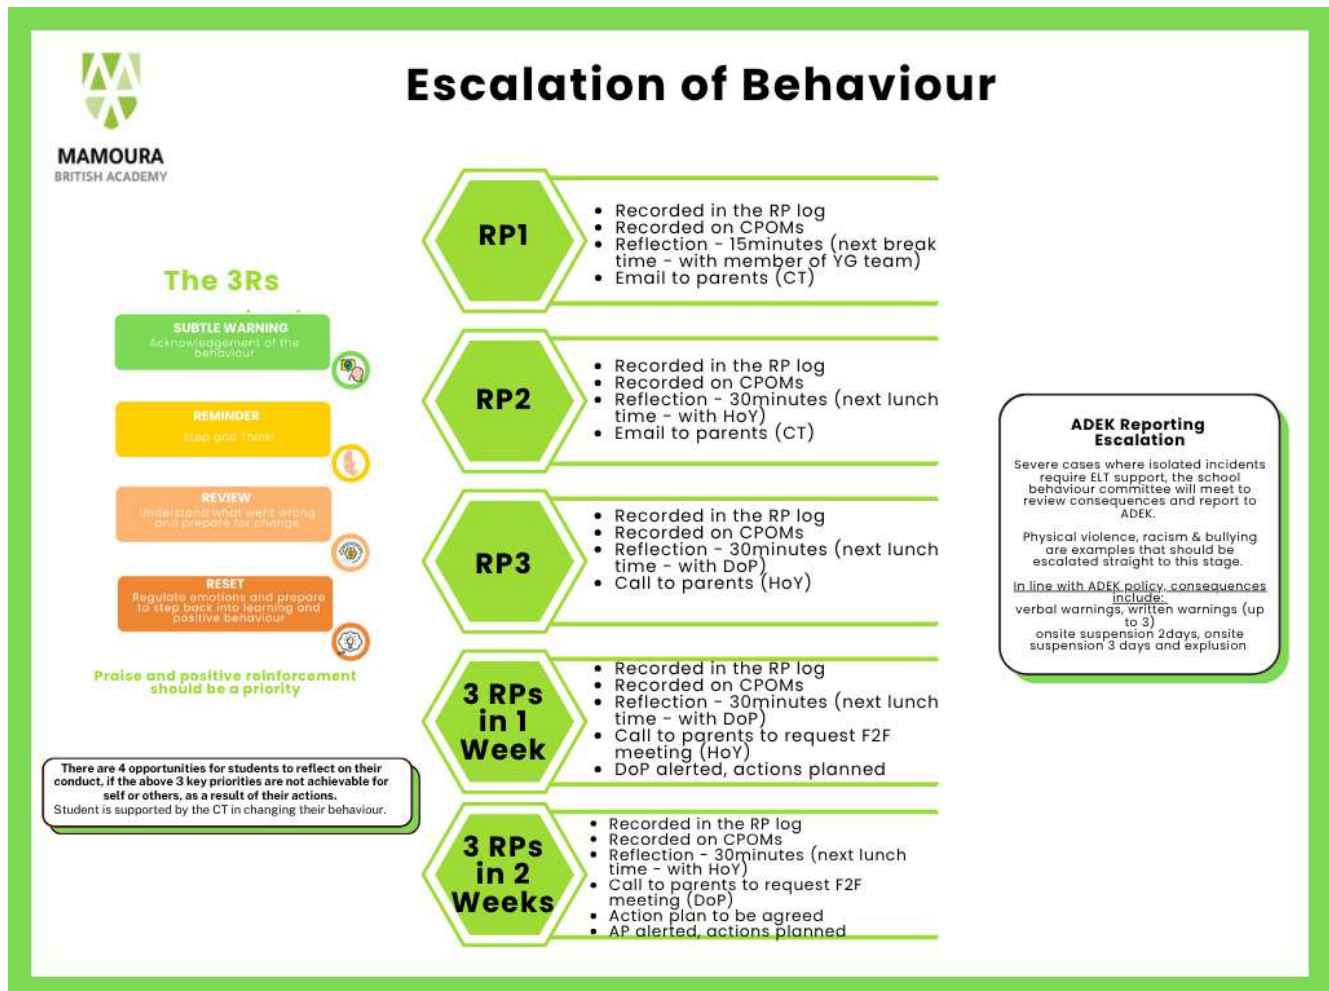 Escalation of Behaviour
MAMOURA
BRITISH ACADEMY
The 3Rs
SUBTLE WARNING
Acknowledgement of the
behaviour
REMINDER
Stop and Think!
REVIEW
Understand what went wrong
and prepare for change
RESET
Regulate emotions and prepare
to step back into learning and
positive behaviour
Praise and positive reinforcement
should be a priority
There are 4 opportunities for students to reflect on their
conduct, if the above 3 key priorities are not achievable for
self or others, as a result of their actions.
Student is supported by the CT in changing their behaviour.
RP1
• Recorded in the RP log
• Recorded on CPOMs
• Reflection - 15minutes (next break
time - with member of YG team)
• Email to parents (CT)
RP2
• Recorded in the RP log
• Recorded on CPOMs
• Reflection - 30minutes (next lunch
time - with HoY)
• Email to parents (CT)
RP3
• Recorded in the RP log
• Recorded on CPOMs
• Reflection - 30minutes (next lunch
time - with DoP)
• Call to parents (HoY)
3 RPs
in 1
Week
• Recorded in the RP log
• Recorded on CPOMs
• Reflection - 30minutes (next lunch
time - with DoP)
• Call to parents to request F2F
meeting (HoY)
• DoP alerted, actions planned
3 RPs
in 2
Weeks
• Recorded in the RP log
• Recorded on CPOMs
• Reflection - 30minutes (next lunch
time - with HoY)
• Call to parents to request F2F
meeting (DoP)
• Action plan to be agreed
• AP alerted, actions planned
ADEK Reporting
Escalation
Severe cases where isolated incidents
require ELT support, the school
behaviour committee will meet to
review consequences and report to
ADEK.
Physical violence, racism & bullying
are examples that should be
escalated straight to this stage.
In line with ADEK policy, consequences
include:
verbal warnings, written warnings (up
to 3)
onsite suspension 2days, onsite
suspension 3 days and explusion